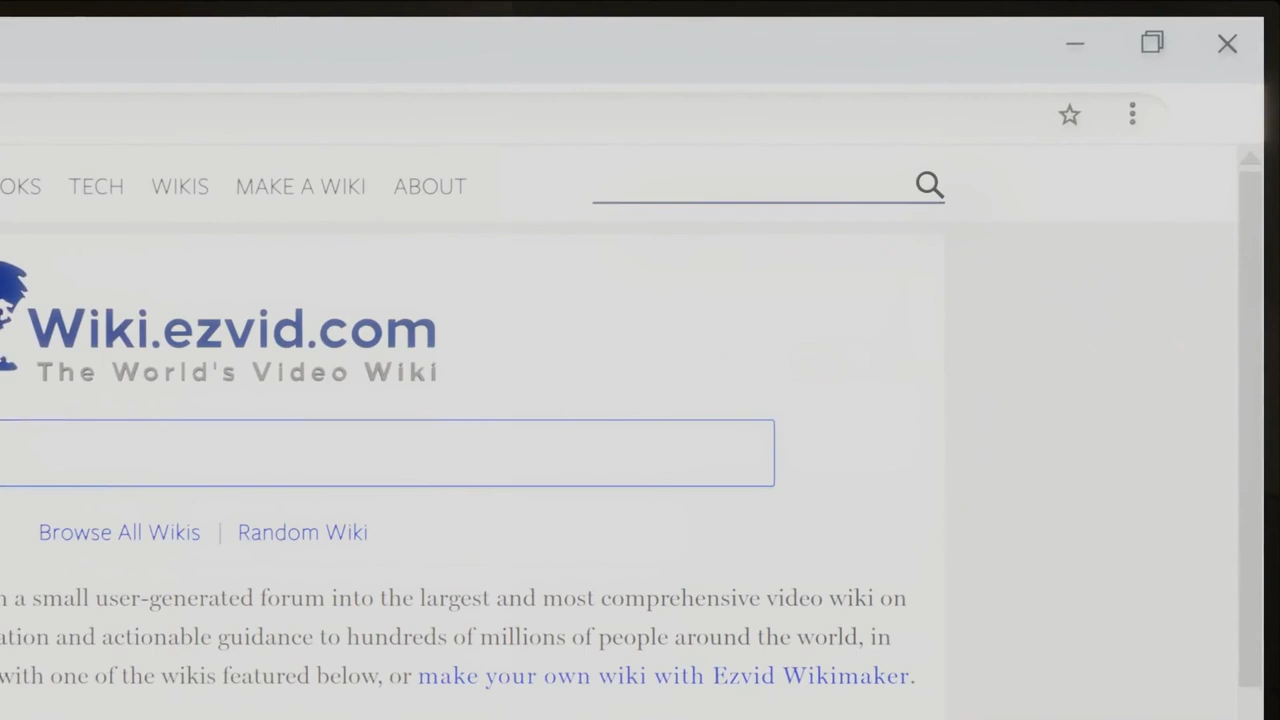 TECH WIKIS MAKE A WIKI ABOUT
Wiki.ezvid.com
The World's Video Wiki
Browse All Wikis | Random Wiki
a small user-generated forum into the largest and most comprehensive video wiki on
and actionable guidance to hundreds of millions of people around the world, in
with one of the wikis featured below, or make your own wiki with Ezvid Wikimaker.